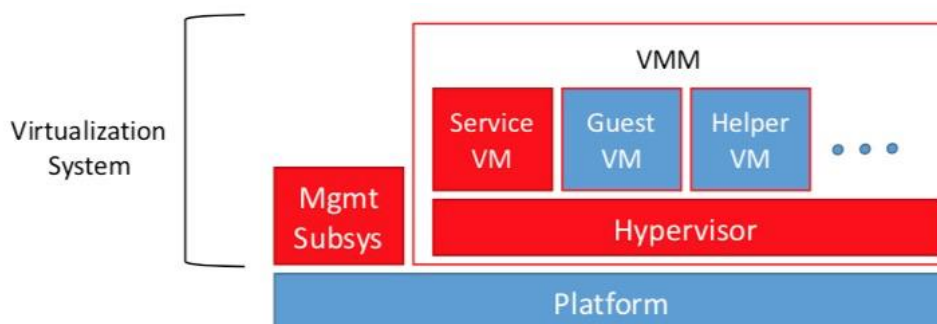 VMM
Virtualization
System
Service
VM
Guest
VM
Helper
VM
Mgmt
Subsys
Hypervisor
Platform